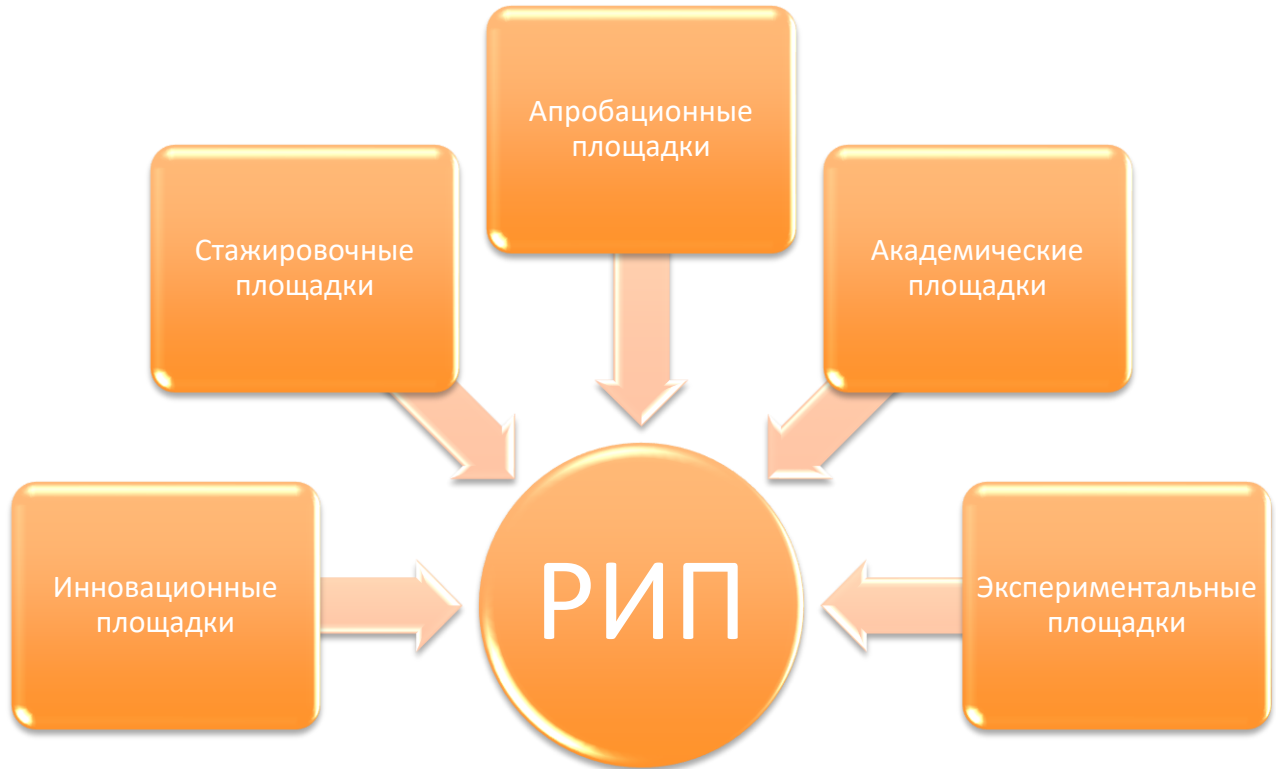 Апробационные
площадки
Стажировочные
площадки
Академические
площадки
Инновационные
площадки
РИП
Экспериментальные
площадки